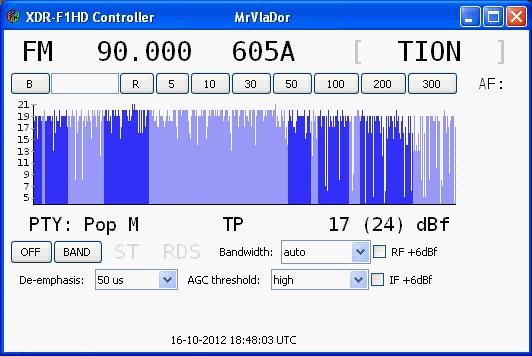 XDR-F1HD Controller MrVlaDor
FM 90.000 605A [ TION ]
B R 5 10 30 50 100 200 300 AF:
21
19
17
15
13
11
9
7
5
PTY: Pop M TP 17 (24) dBf
OFF BAND ST RDS Bandwidth: auto RF +6dBf
De-emphasis: 50 us AGC threshold: high IF +6dBf
16-10-2012 18:48:03 UTC